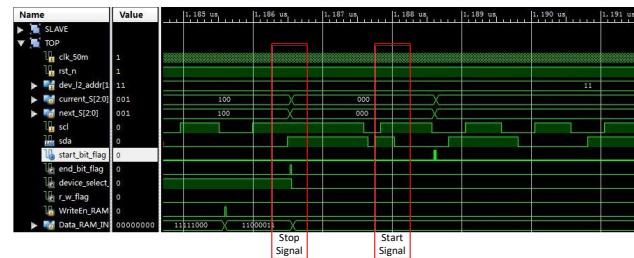 Name Value 1,185 us 1,186 us 1,187 us 1,188 us 1,189 us 1,190 us 1,191 us
SLAVE
TOP
clk_50m 1
rst_n 1
dev_l2_addr[1 11 11
current_S[2:0] 001 100 000
next_S[2:0] 001 100 000
scl 0
sda 0
start_bit_flag 0
end_bit_flag 0
device_select_ 0
r_w_flag 0
WriteEn_RAM 0
Data_RAM_IN 00000000 11111000 11000011
Stop Signal
Start Signal